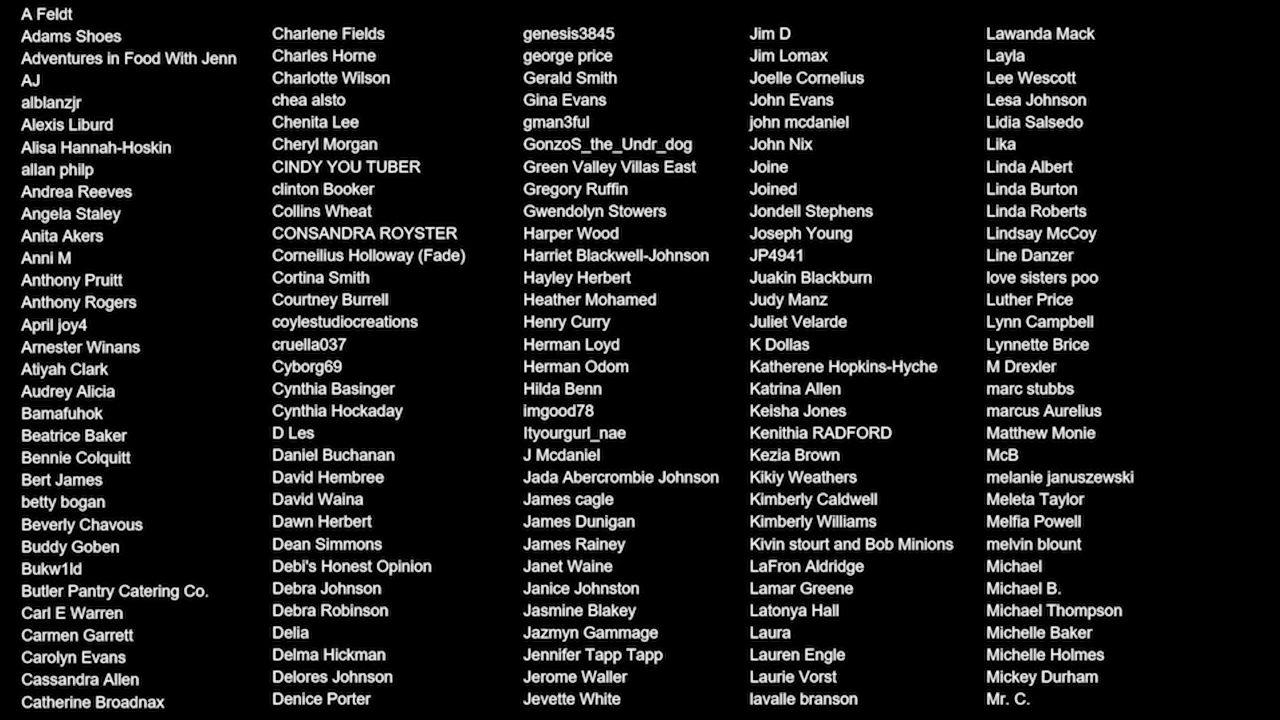 A Feldt
Adams Shoes
Adventures in Food With Jenn
AJ
alblanzjr
Alexis Liburd
Alisa Hannah-Hoskin
allan philp
Andrea Reeves
Angela Staley
Anita Akers
Anni M
Anthony Pruitt
Anthony Rogers
April joy4
Arnester Winans
Atiyah Clark
Audrey Alicia
Bamafuhok
Beatrice Baker
Bennie Colquitt
Bert James
betty bogan
Beverly Chavous
Buddy Goben
Bukw1ld
Butler Pantry Catering Co.
Carl E Warren
Carmen Garrett
Carolyn Evans
Cassandra Allen
Catherine Broadnax
Charlene Fields
Charles Horne
Charlotte Wilson
chea alsto
Chenita Lee
Cheryl Morgan
CINDY YOU TUBER
clinton Booker
Collins Wheat
CONSANDRA ROYSTER
Corneilius Holloway (Fade)
Cortina Smith
Courtney Burrell
coylestudiocreations
cruella037
Cyborg69
Cynthia Basinger
Cynthia Hockaday
D Les
Daniel Buchanan
David Hembree
David Waina
Dawn Herbert
Dean Simmons
Debi's Honest Opinion
Debra Johnson
Debra Robinson
Delia
Delma Hickman
Delores Johnson
Denice Porter
genesis3845
george price
Gerald Smith
Gina Evans
gman3ful
GonzoS_the_Undr_dog
Green Valley Villas East
Gregory Ruffin
Gwendolyn Stowers
Harper Wood
Harriet Blackwell-Johnson
Hayley Herbert
Heather Mohamed
Henry Curry
Herman Loyd
Herman Odom
Hilda Benn
imgood78
Ityourgurl_nae
J Mcdaniel
Jada Abercrombie Johnson
James cagle
James Dunigan
James Rainey
Janet Waine
Janice Johnston
Jasmine Blakey
Jazmyn Gammage
Jennifer Tapp Tapp
Jerome Waller
Jevette White
Jim D
Jim Lomax
Joelle Cornelius
John Evans
john mcdaniel
John Nix
Joine
Joined
Jondell Stephens
Joseph Young
JP4941
Juakin Blackburn
Judy Manz
Juliet Velarde
K Dollas
Katherene Hopkins-Hyche
Katrina Allen
Keisha Jones
Kenithia RADFORD
Kezia Brown
Kikiy Weathers
Kimberly Caldwell
Kimberly Williams
Kivin stourt and Bob Minions
LaFron Aldridge
Lamar Greene
Latonya Hall
Laura
Lauren Engle
Laurie Vorst
lavalle branson
Lawanda Mack
Layla
Lee Wescott
Lesa Johnson
Lidia Salsedo
Lika
Linda Albert
Linda Burton
Linda Roberts
Lindsay McCoy
Line Danzer
love sisters poo
Luther Price
Lynn Campbell
Lynnette Brice
M Drexler
marc stubbs
marcus Aurelius
Matthew Monie
McB
melanie januszewski
Meleta Taylor
Melfia Powell
melvin blount
Michael
Michael B.
Michael Thompson
Michelle Baker
Michelle Holmes
Mickey Durham
Mr. C.